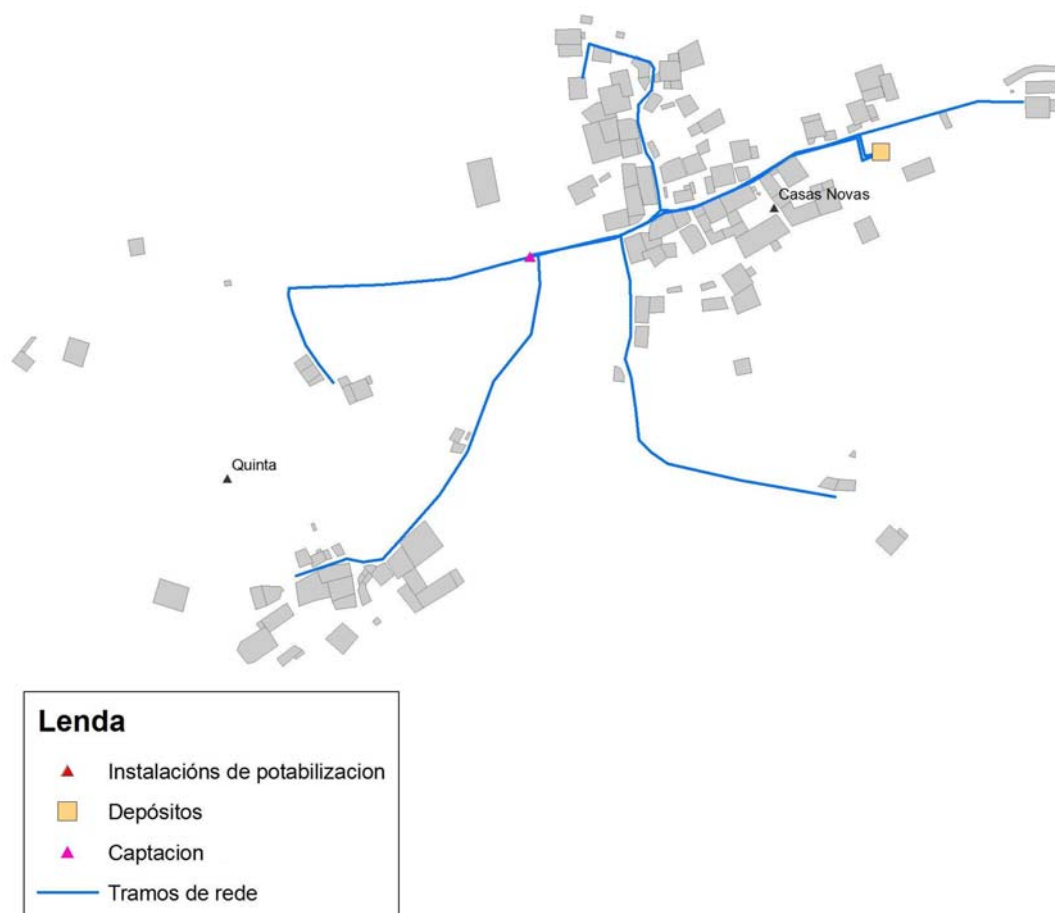 Casas Novas
Quinta
Lenda
Instalacións de potabilizacion
Depósitos
Captacion
Tramos de rede